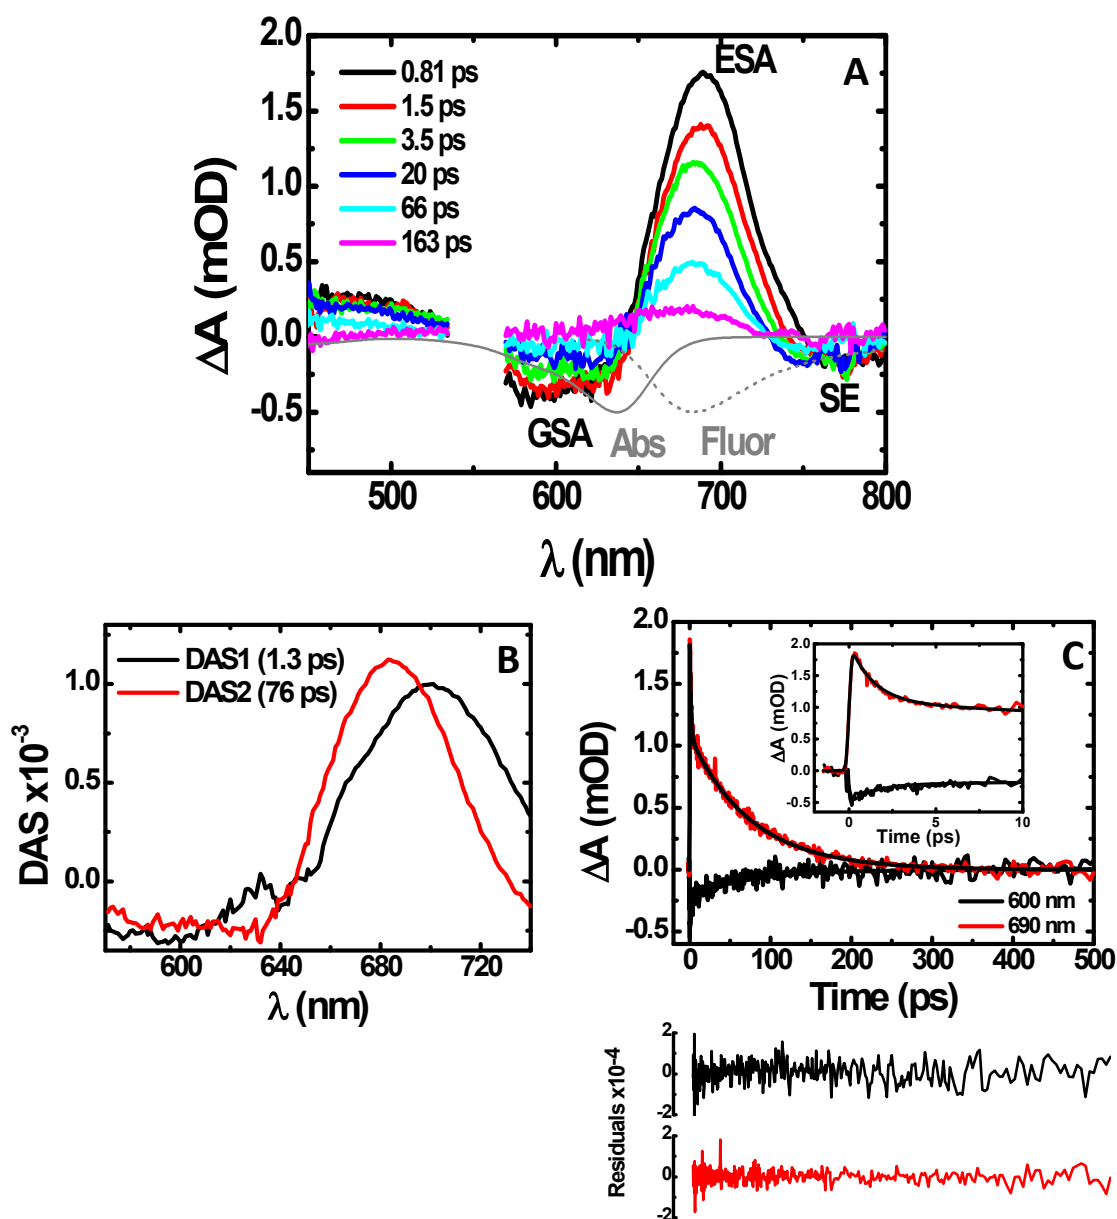 A
ESA
0.81 ps
1.5 ps
3.5 ps
20 ps
66 ps
163 ps
ΔA (mOD)
2.0
1.5
1.0
0.5
0.0
-0.5
GSA
Abs
Fluor
SE
500
600
700
800
λ (nm)
B
DAS1 (1.3 ps)
DAS2 (76 ps)
DAS x10⁻³
1.0
0.5
0.0
600
640
680
720
λ (nm)
C
ΔA (mOD)
2.0
1.5
1.0
0.5
0.0
-0.5
ΔA (mOD)
2.0
1.5
1.0
0.5
0.0
-0.5
0
5
10
Time (ps)
600 nm
690 nm
0
100
200
300
400
500
Time (ps)
Residuals x10-4
2
0
-2
2
0
-2